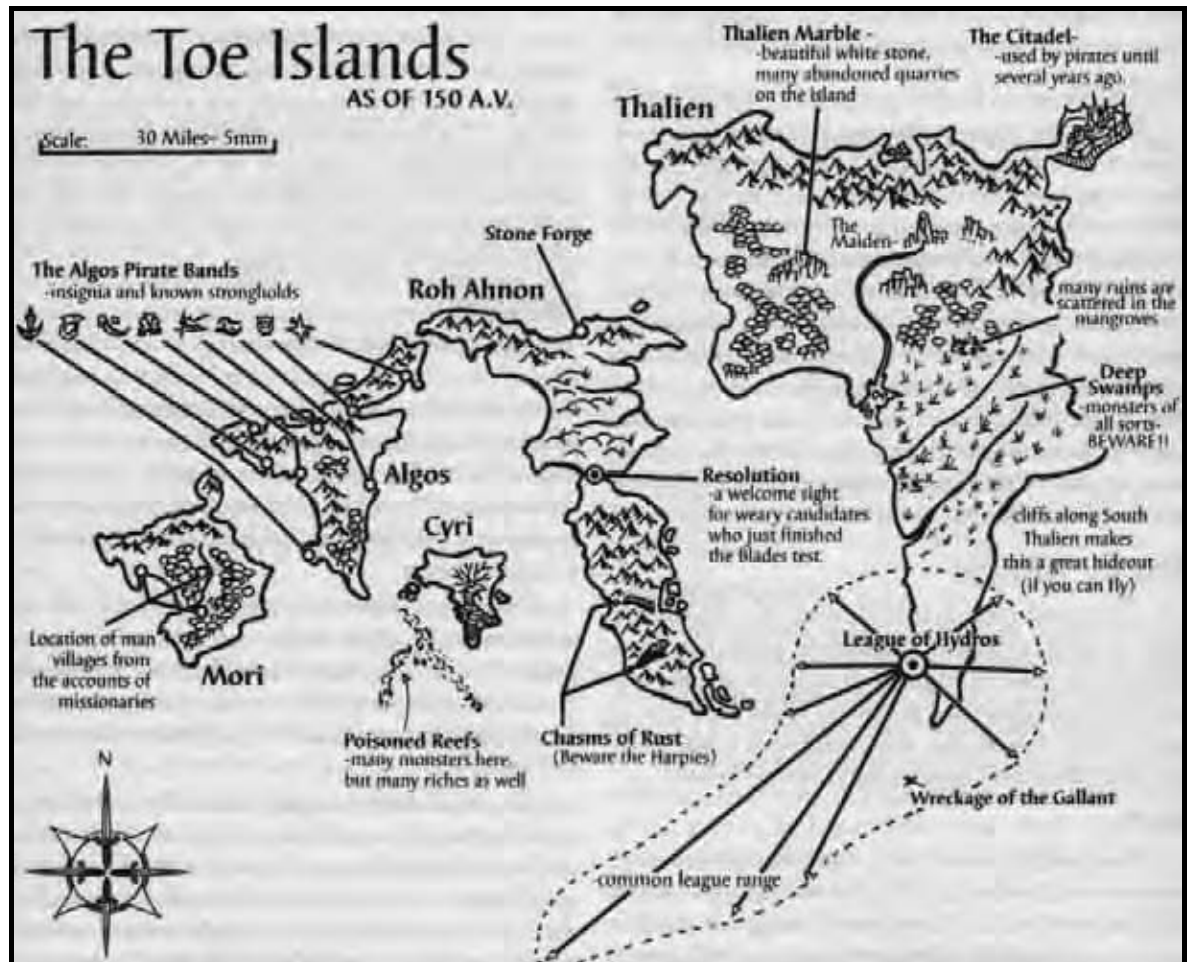 The Toe Islands
AS OF 150 A.V.
Scale: 30 Miles- 5mm
Thalien Marble -
-beautiful white stone,
many abandoned quarries
on the island
The Citadel-
-used by pirates until
several years ago.
Thalien
The
Maiden-
many ruins are
scattered in the
mangroves
Deep
Swamps
-monsters of
all sorts-
BEWARE!!
Stone Forge
The Algos Pirate Bands
-insignia and known strongholds
Roh Ahnon
Algos
Resolution
-a welcome sight
for weary candidates
who just finished
the Blades test.
Cyri
-cliffs along South
Thalien makes
this a great hideout
(if you can fly)
Location of man
villages from
the accounts of
missionaries
Mori
League of Hydros
Poisoned Reefs
-many monsters here,
but many riches as well
Chasms of Rust
(Beware the Harpies)
Wreckage of the Gallant
common league range
N